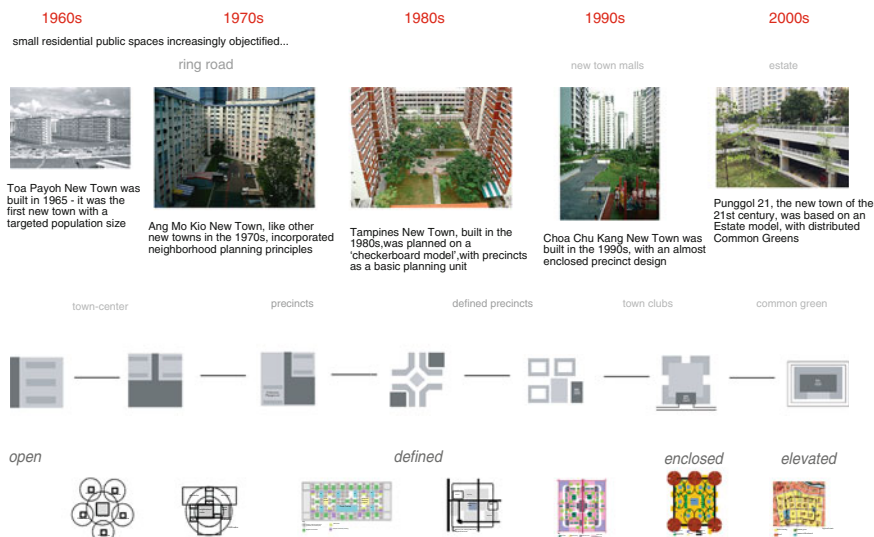 1960s
1970s
1980s
1990s
2000s
small residential public spaces increasingly objectified...
ring road
new town malls
estate
Toa Payoh New Town was
built in 1965 - it was the
first new town with a
targeted population size
Ang Mo Kio New Town, like other
new towns in the 1970s, incorporated
neighborhood planning principles
Tampines New Town, built in the
1980s,was planned on a
'checkerboard model',with precincts
as a basic planning unit
Choa Chu Kang New Town was
built in the 1990s, with an almost
enclosed precinct design
Punggol 21, the new town of the
21st century, was based on an
Estate model, with distributed
Common Greens
town-center
precincts
defined precincts
town clubs
common green
open
defined
enclosed
elevated